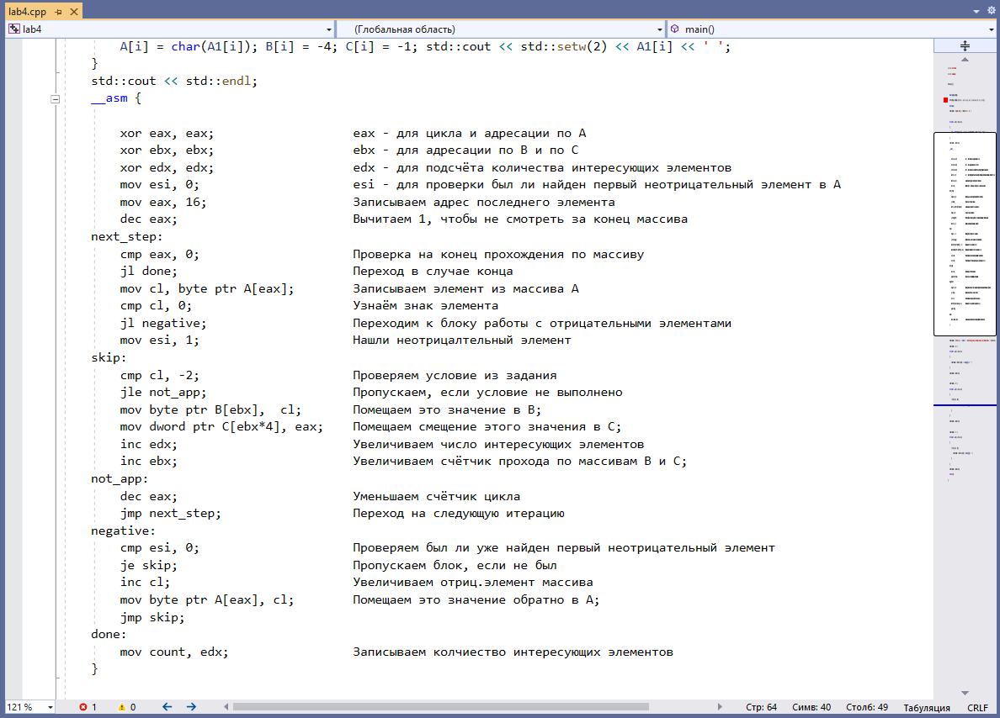 lab4.cpp
lab4 (Глобальная область) main()
A[i] = char(A1[i]); B[i] = -4; C[i] = -1; std::cout << std::setw(2) << A1[i] << ' ';
}
std::cout << std::endl;
__asm {
xor eax, eax; eax - для цикла и адресации по А
xor ebx, ebx; ebx - для адресации по В и по С
xor edx, edx; edx - для подсчёта количества интересующих элементов
mov esi, 0; esi - для проверки был ли найден первый неотрицательный элемент в А
mov eax, 16; Записываем адрес последнего элемента
dec eax; Вычитаем 1, чтобы не смотреть за конец массива
next_step:
cmp eax, 0; Проверка на конец прохождения по массиву
jl done; Переход в случае конца
mov cl, byte ptr A[eax]; Записываем элемент из массива А
cmp cl, 0; Узнаём знак элемента
jl negative; Переходим к блоку работы с отрицательными элементами
mov esi, 1; Нашли неотрицалтельный элемент
skip:
cmp cl, -2; Проверяем условие из задания
jle not_app; Пропускаем, если условие не выполнено
mov byte ptr B[ebx], cl; Помещаем это значение в В;
mov dword ptr C[ebx*4], eax; Помещаем смещение этого значения в С;
inc edx; Увеличиваем число интересующих элементов
inc ebx; Увеличиваем счётчик прохода по массивам В и С;
not_app:
dec eax; Уменьшаем счётчик цикла
jmp next_step; Переход на следующую итерацию
negative:
cmp esi, 0; Проверяем был ли уже найден первый неотрицательный элемент
je skip; Пропускаем блок, если не был
inc cl; Увеличиваем отриц.элемент массива
mov byte ptr A[eax], cl; Помещаем это значение обратно в А;
jmp skip;
done:
mov count, edx; Записываем колчиество интересующих элементов
}
121 % 1 0 Стр: 64 Симв: 40 Столб: 49 Табуляция CRLF